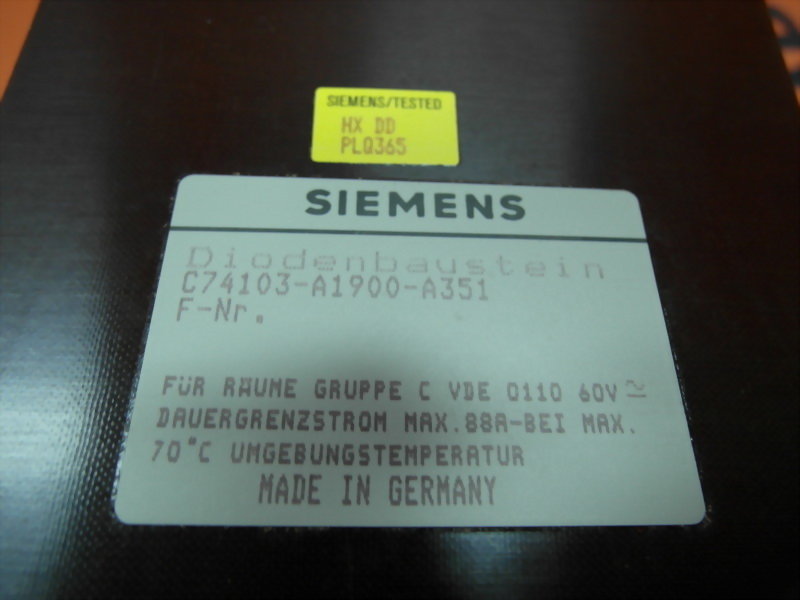 SIEMENS/TESTED
HX DD
PLQ365
SIEMENS
Diodenbaustein
C74103-A1900-A351
F-Nr.
FÜR RÄUME GRUPPE C VDE 0110 60V ≂
DAUERGRENZSTROM MAX.88A-BEI MAX.
70°C UMGEBUNGSTEMPERATUR
MADE IN GERMANY